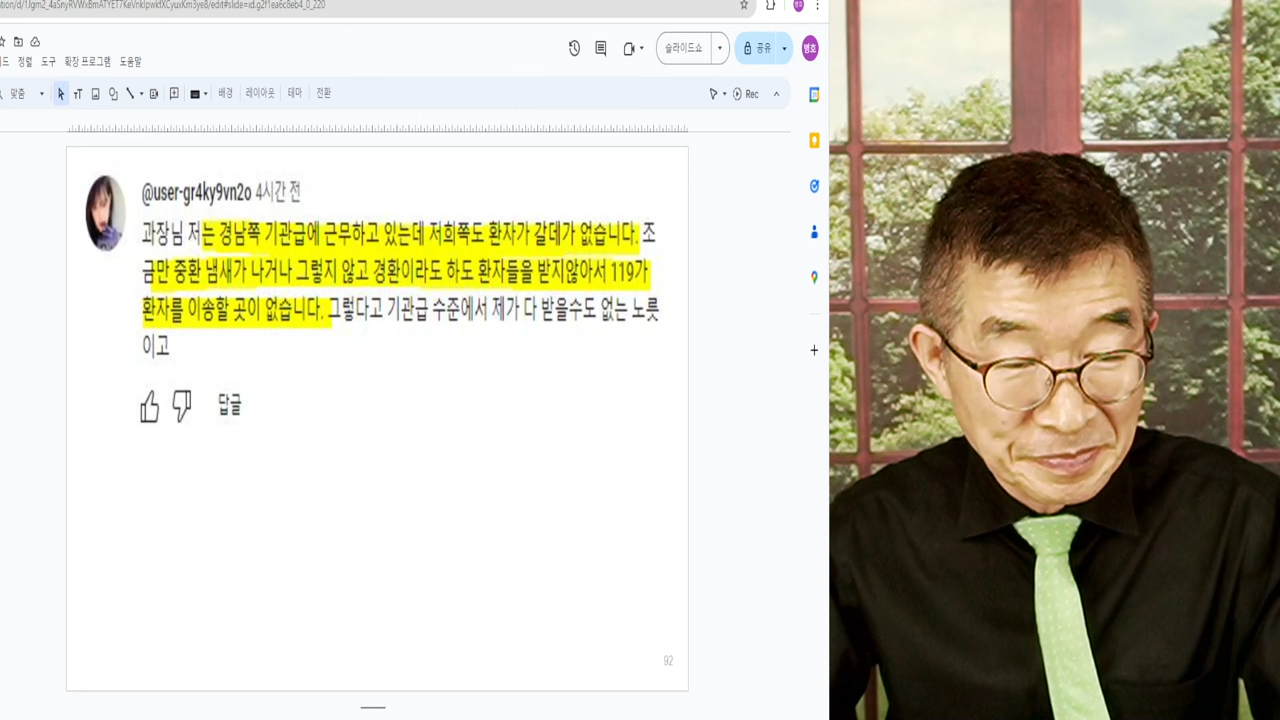 슬라이드쇼
공유
병호
정렬 도구 확장 프로그램 도움말
맞춤
배경 레이아웃 테마 전환
Rec
@user-gr4ky9vn2o 4시간 전
과장님 저는 경남쪽 기관급에 근무하고 있는데 저희쪽도 환자가 갈데가 없습니다. 조
금만 중환 냄새가 나거나 그렇지 않고 경환이라도 하도 환자들을 받지않아서 119가
환자를 이송할 곳이 없습니다. 그렇다고 기관급 수준에서 제가 다 받을수도 없는 노릇
이고
답글
92